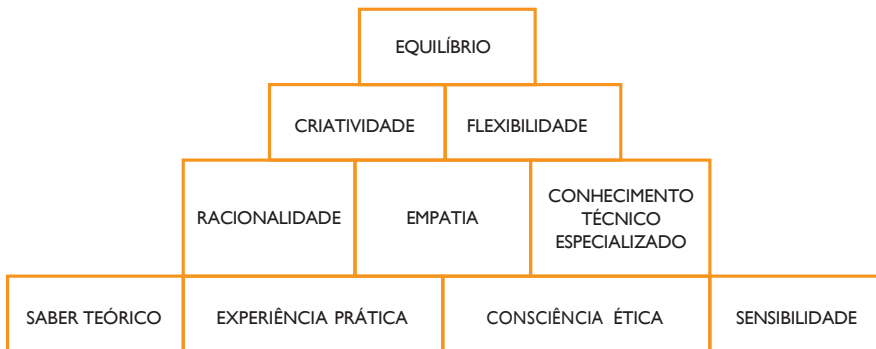 EQUILÍBRIO
CRIATIVIDADE
FLEXIBILIDADE
RACIONALIDADE
EMPATIA
CONHECIMENTO
TÉCNICO
ESPECIALIZADO
SABER TEÓRICO
EXPERIÊNCIA PRÁTICA
CONSCIÊNCIA ÉTICA
SENSIBILIDADE